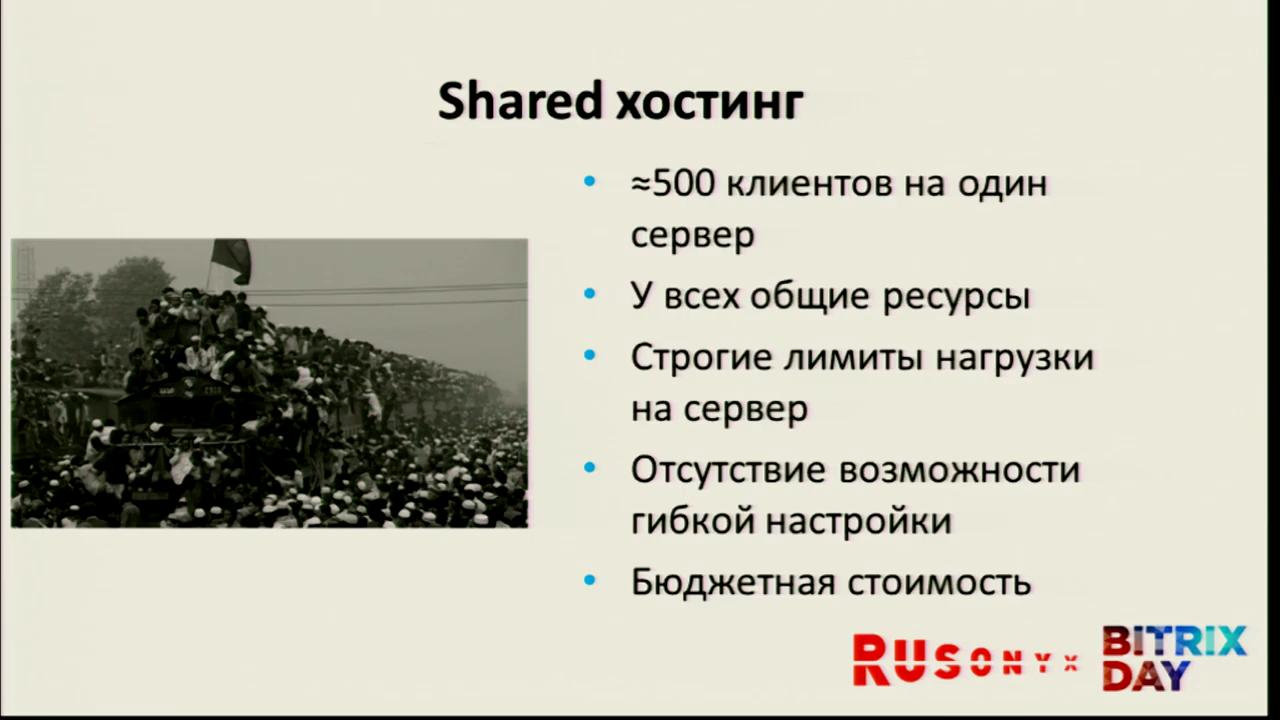 Shared хостинг
≈500 клиентов на один
сервер
У всех общие ресурсы
Строгие лимиты нагрузки
на сервер
Отсутствие возможности
гибкой настройки
Бюджетная стоимость
RUSONYX
BITRIX
DAY